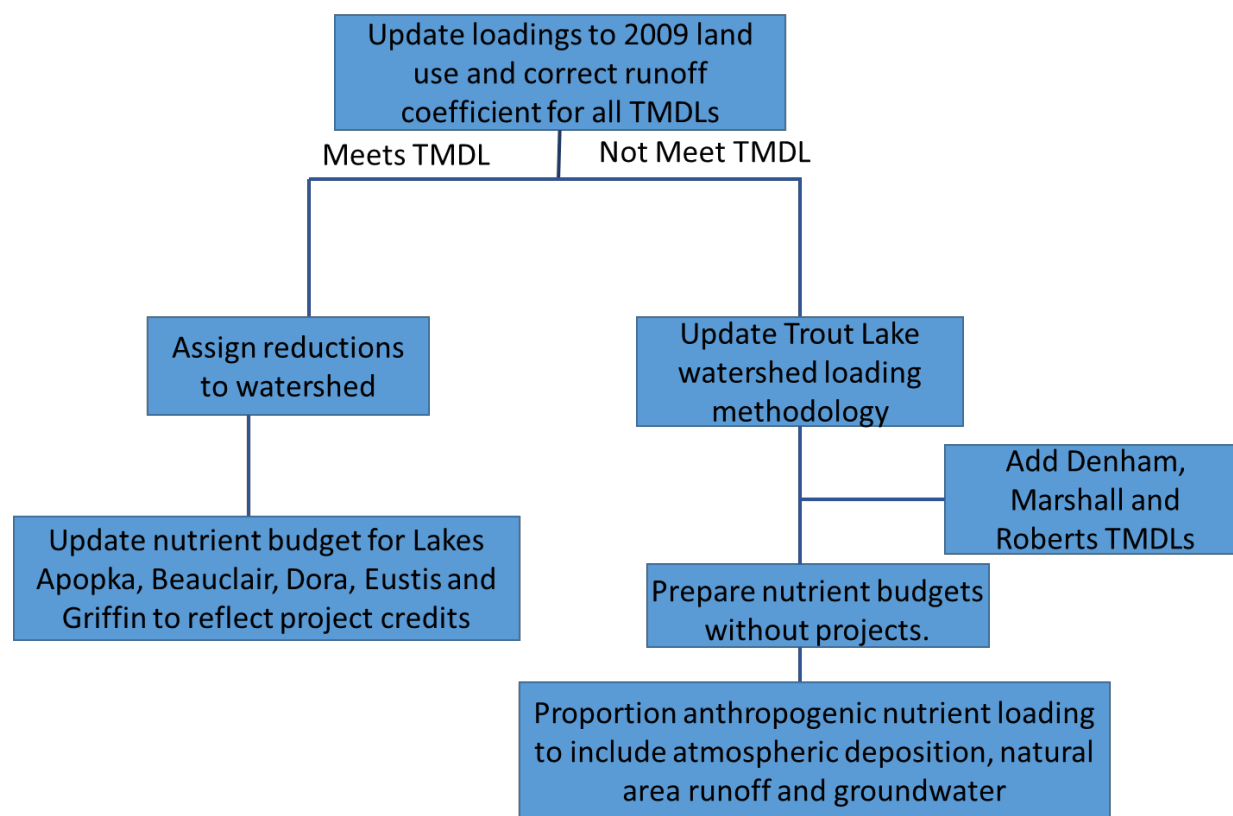 Update loadings to 2009 land
use and correct runoff
coefficient for all TMDLs
Meets TMDL
Not Meet TMDL
Assign reductions
to watershed
Update Trout Lake
watershed loading
methodology
Add Denham,
Marshall and
Roberts TMDLs
Update nutrient budget for Lakes
Apopka, Beauclair, Dora, Eustis and
Griffin to reflect project credits
Prepare nutrient budgets
without projects.
Proportion anthropogenic nutrient loading
to include atmospheric deposition, natural
area runoff and groundwater